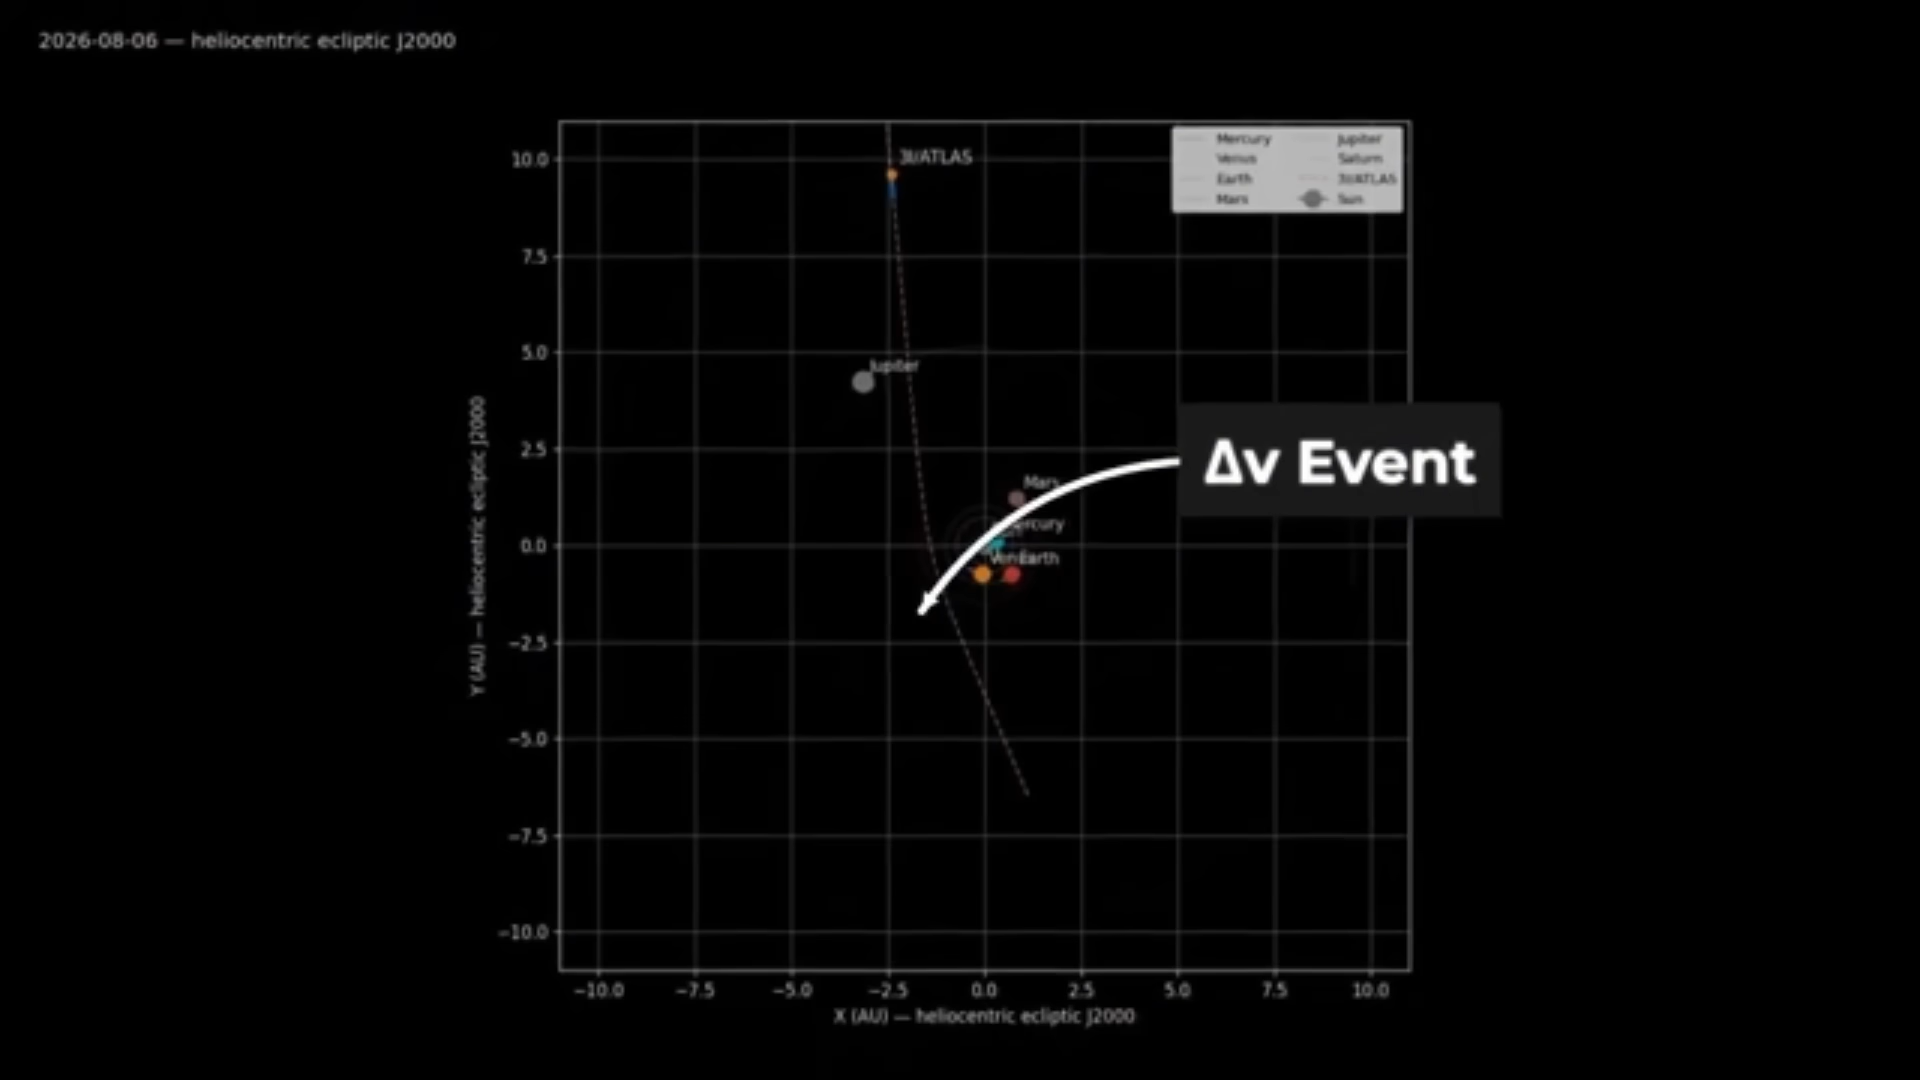 2026-08-06 — heliocentric ecliptic J2000
10.0
7.5
5.0
2.5
0.0
−2.5
−5.0
−7.5
−10.0
Y (AU) — heliocentric ecliptic J2000
3I/ATLAS
Jupiter
Mars
Mercury
Earth
Mercury
Venus
Earth
Mars
Jupiter
Saturn
3I/ATLAS
Sun
Δv Event
−10.0
−7.5
−5.0
−2.5
0.0
2.5
5.0
7.5
10.0
X (AU) — heliocentric ecliptic J2000